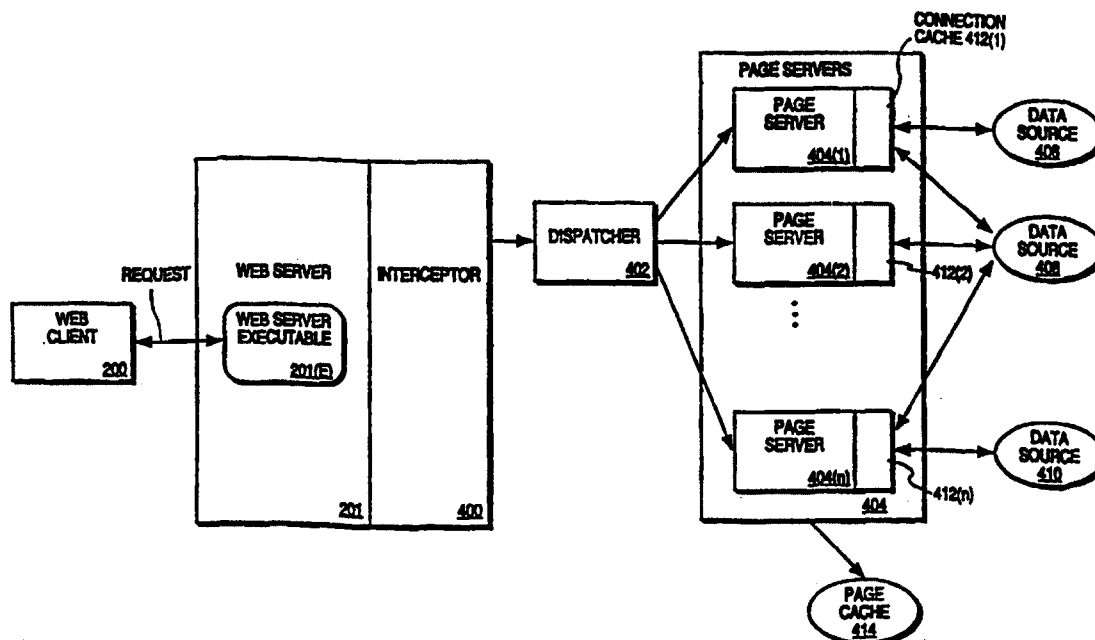 CONNECTION
CACHE 412(1)
PAGE SERVERS
PAGE
SERVER
404(1)
DATA
SOURCE
406
DISPATCHER
402
PAGE
SERVER
404(2)
412(2)
DATA
SOURCE
408
REQUEST
WEB SERVER
INTERCEPTOR
WEB
CLIENT
200
WEB SERVER
EXECUTABLE
201(E)
PAGE
SERVER
404(n)
412(n)
DATA
SOURCE
410
201
400
404
PAGE
CACHE
414